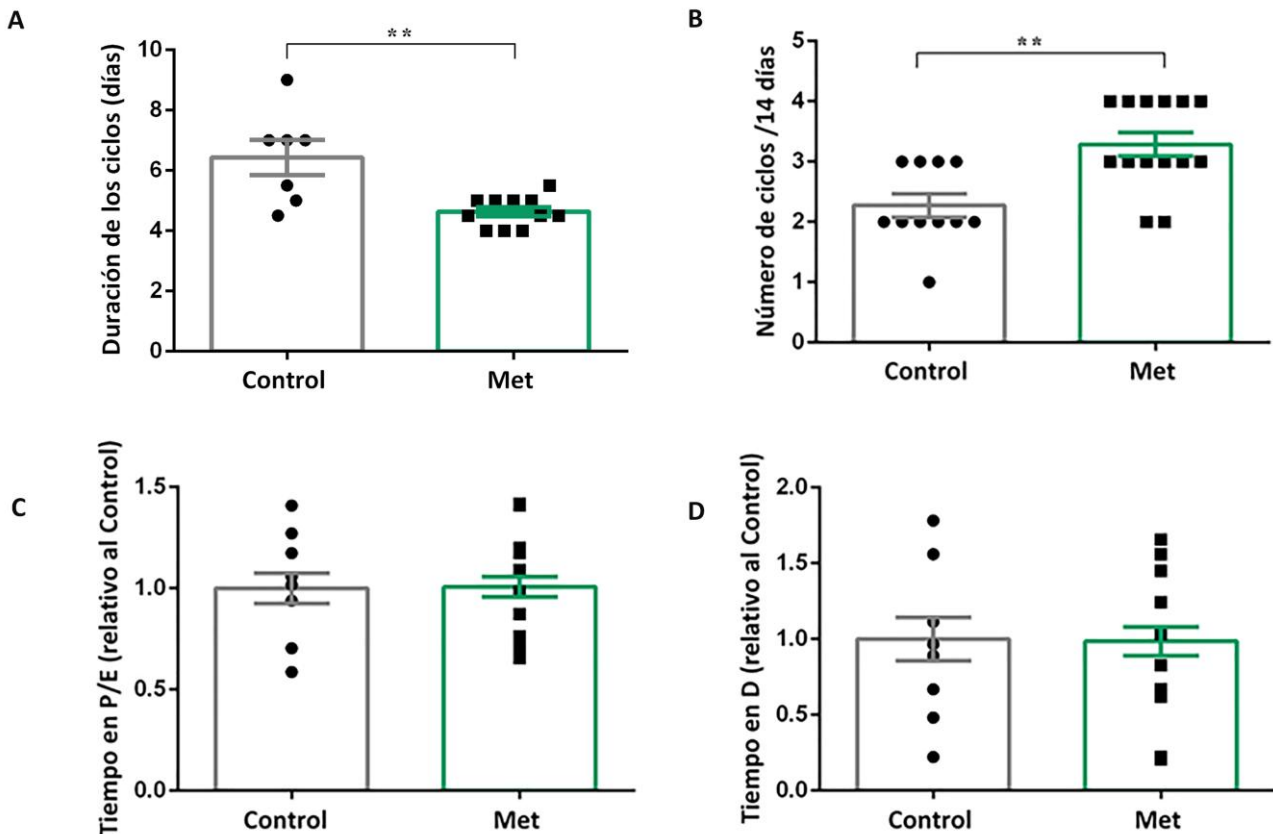 A
Duración de los ciclos (días)
10
8
6
4
2
0
**
Control
Met
B
Número de ciclos /14 días
5
4
3
2
1
0
**
Control
Met
C
Tiempo en P/E (relativo al Control)
1.5
1.0
0.5
0.0
Control
Met
D
Tiempo en D (relativo al Control)
2.0
1.5
1.0
0.5
0.0
Control
Met